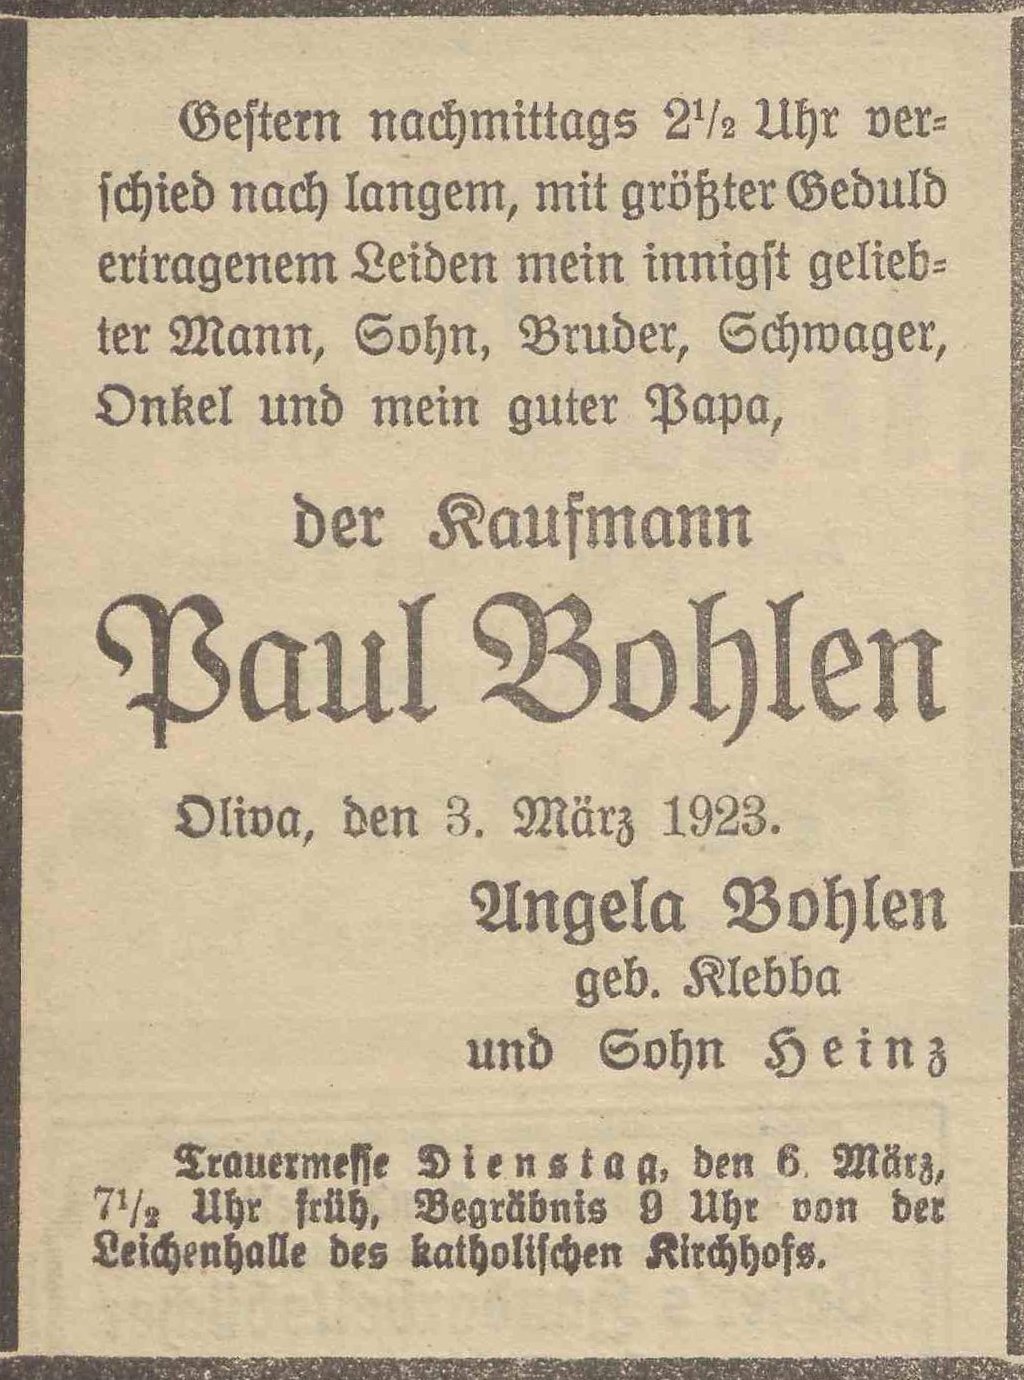 Gestern nachmittags 2½ Uhr ver-
schied nach langem, mit größter Geduld
ertragenem Leiden mein innigst gelieb-
ter Mann, Sohn, Bruder, Schwager,
Onkel und mein guter Papa,
der Kaufmann
Paul Bohlen
Oliva, den 3. März 1923.
Angela Bohlen
geb. Klebba
und Sohn Heinz
Trauermesse Dienstag, den 6. März,
7½ Uhr früh, Begräbnis 9 Uhr von der
Leichenhalle des katholischen Kirchhofs.